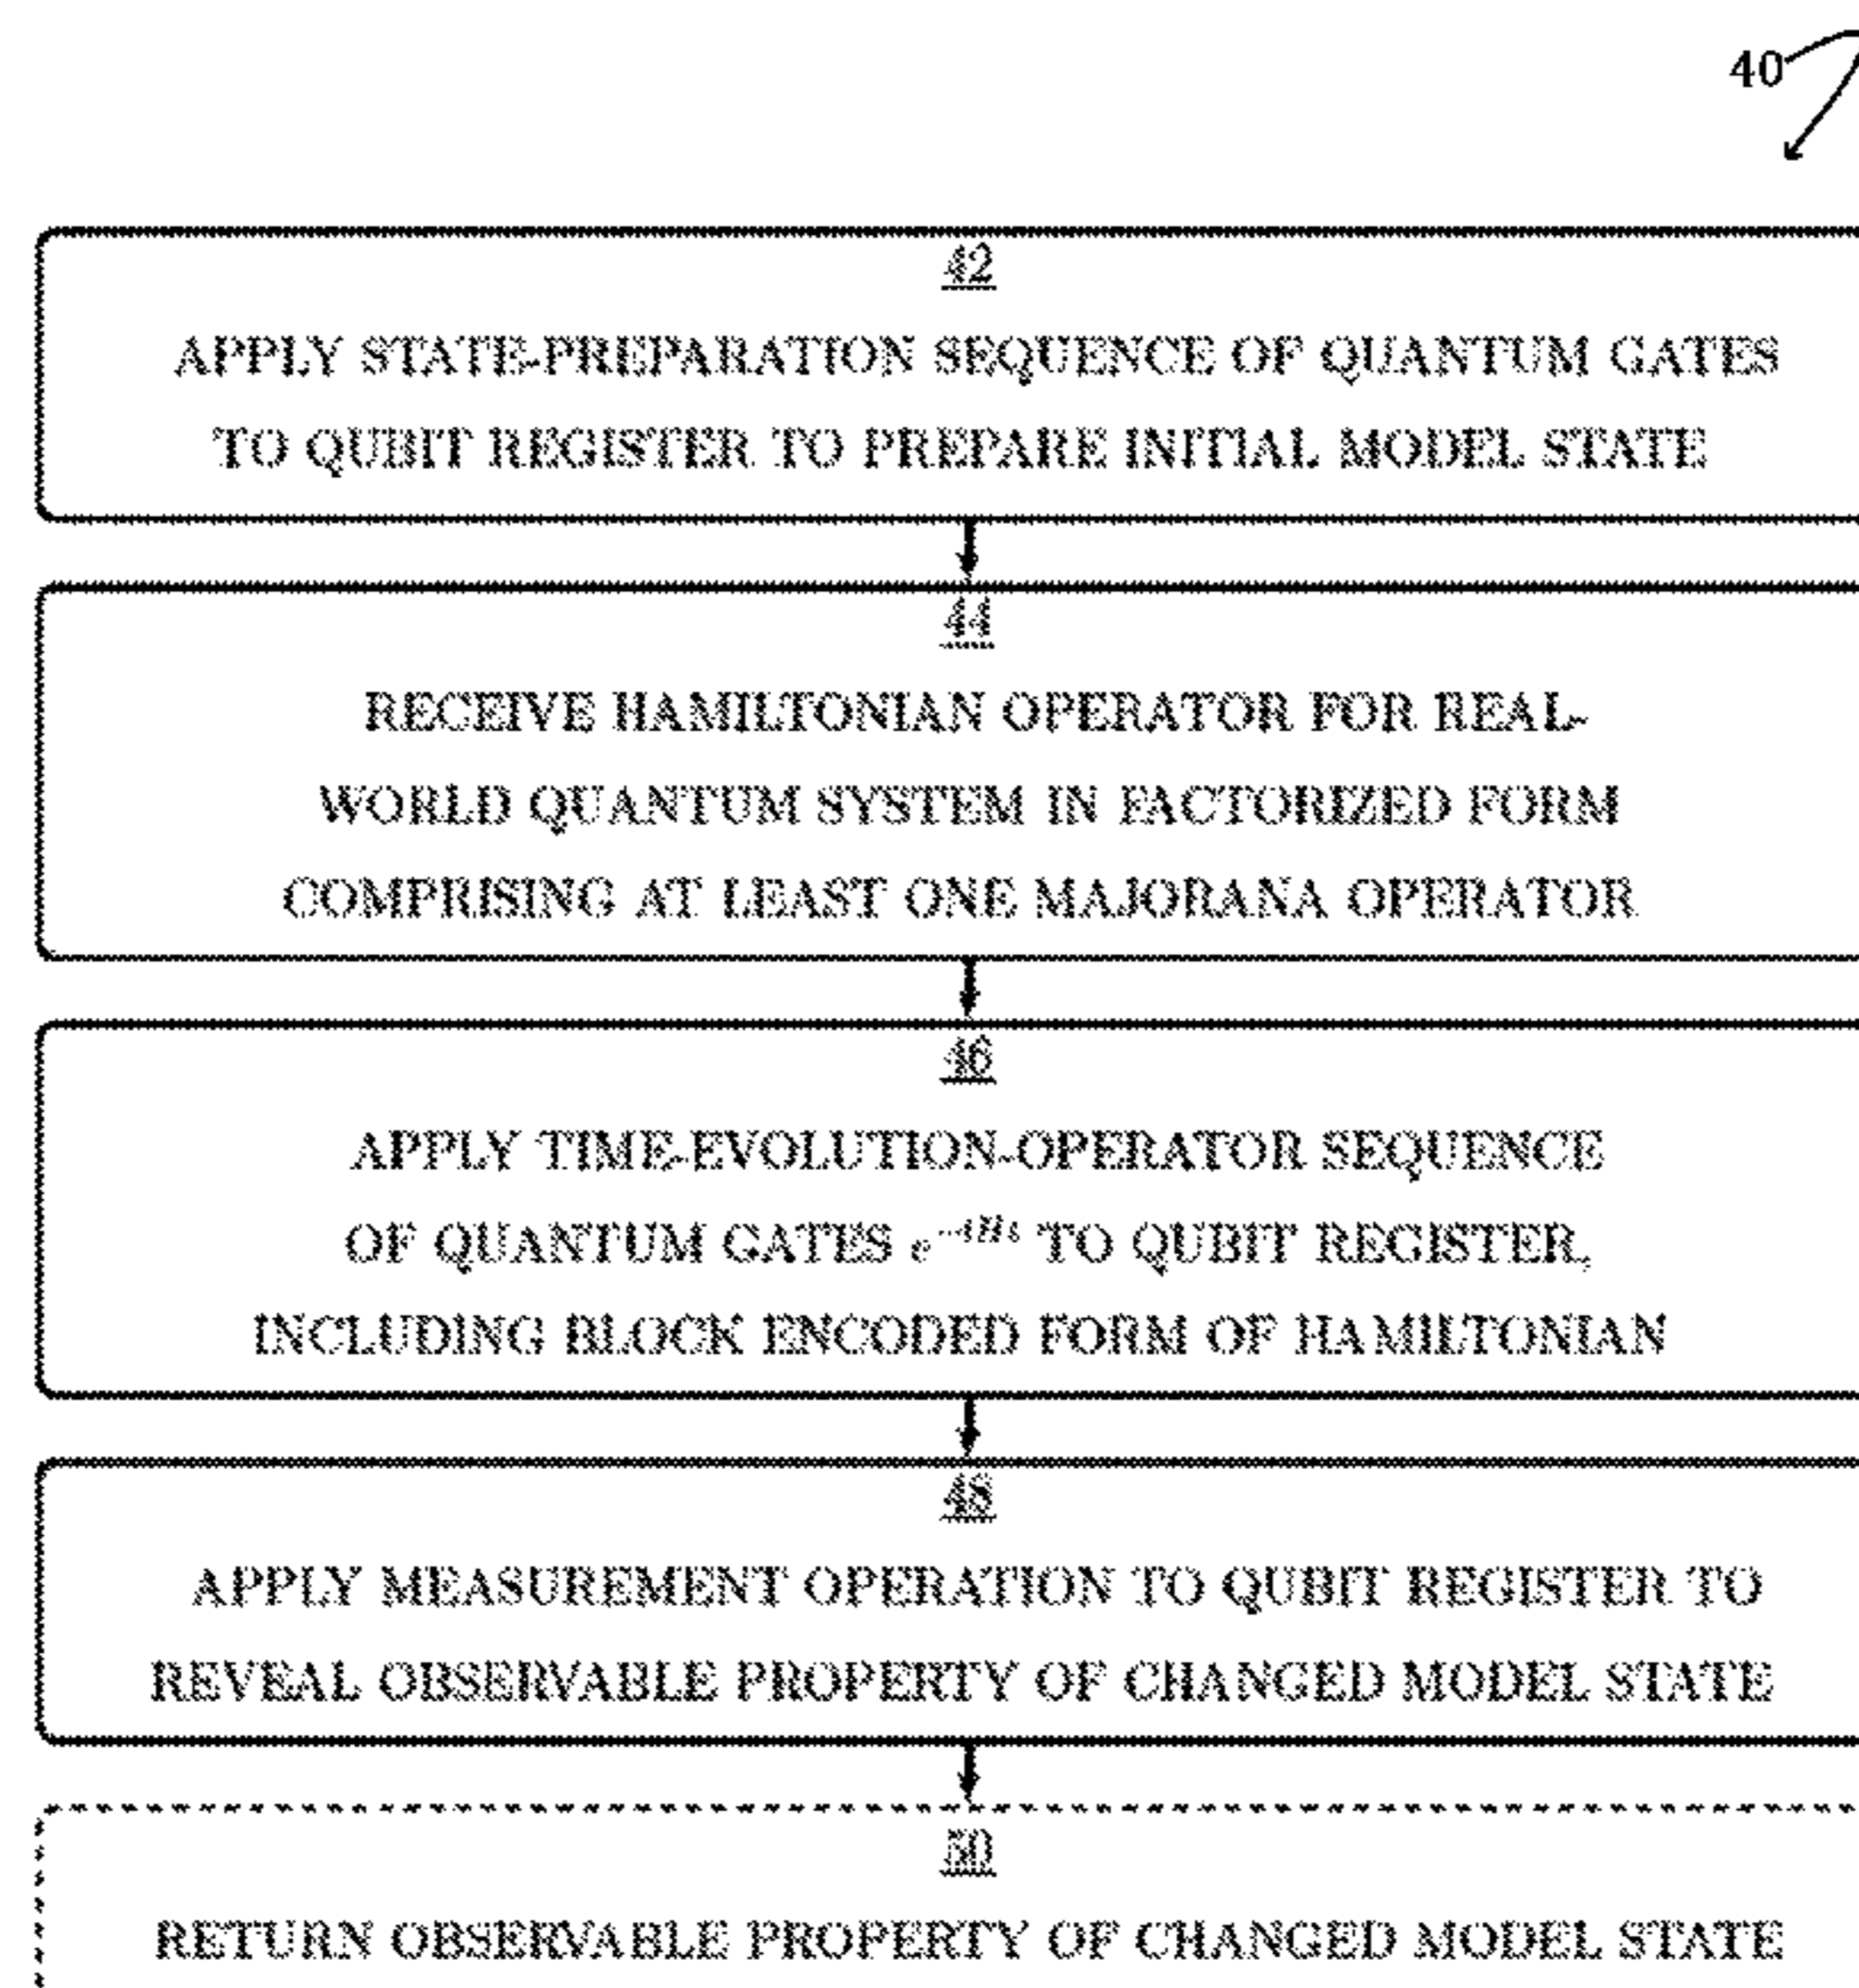 40
42
APPLY STATE-PREPARATION SEQUENCE OF QUANTUM GATES
TO QUBIT REGISTER TO PREPARE INITIAL MODEL STATE
44
RECEIVE HAMILTONIAN OPERATOR FOR REAL-
WORLD QUANTUM SYSTEM IN FACTORIZED FORM
COMPRISING AT LEAST ONE MAJORANA OPERATOR
46
APPLY TIME-EVOLUTION-OPERATOR SEQUENCE
OF QUANTUM GATES e^{-iHt} TO QUBIT REGISTER,
INCLUDING BLOCK ENCODED FORM OF HAMILTONIAN
48
APPLY MEASUREMENT OPERATION TO QUBIT REGISTER TO
REVEAL OBSERVABLE PROPERTY OF CHANGED MODEL STATE
50
RETURN OBSERVABLE PROPERTY OF CHANGED MODEL STATE